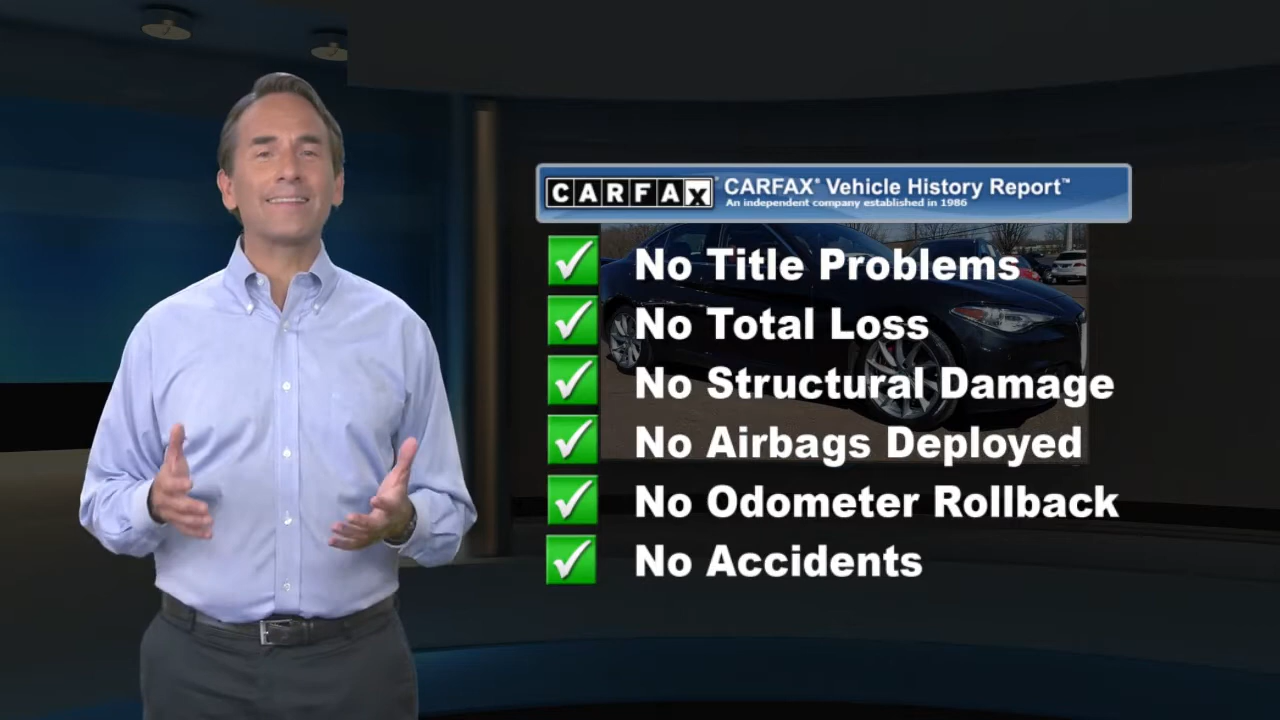 CARFAX
CARFAX® Vehicle History Report™
An independent company established in 1986
No Title Problems
No Total Loss
No Structural Damage
No Airbags Deployed
No Odometer Rollback
No Accidents